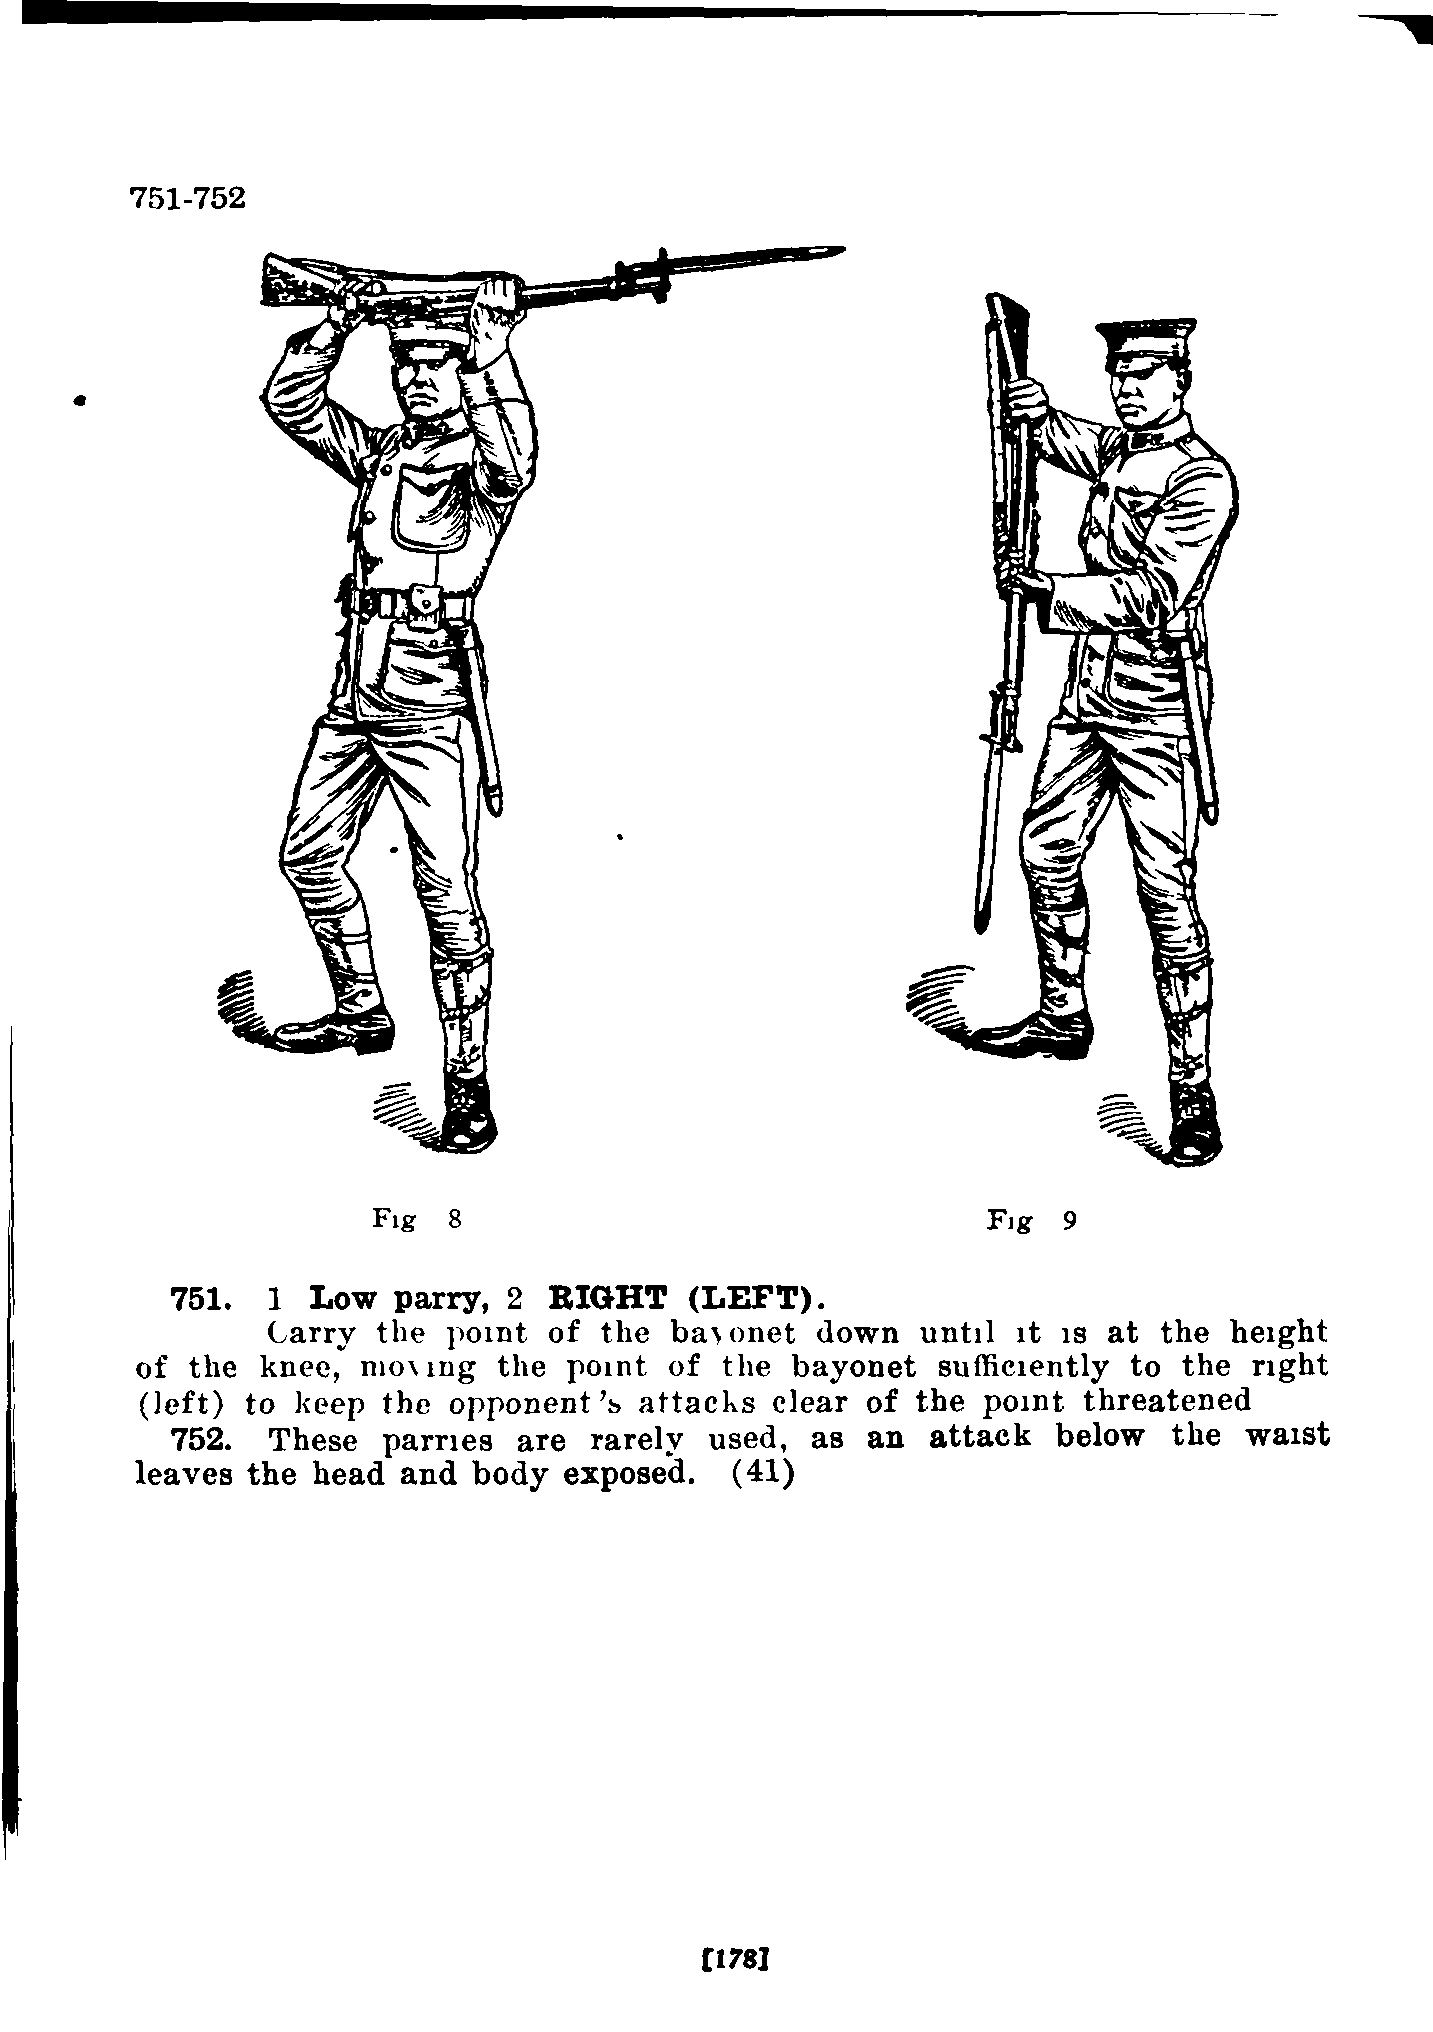 751-752
Fig 8
Fig 9
751. 1 Low parry, 2 RIGHT (LEFT).
Carry the point of the bayonet down until it is at the height
of the knee, moving the point of the bayonet sufficiently to the right
(left) to keep the opponent's attacks clear of the point threatened
752. These parries are rarely used, as an attack below the waist
leaves the head and body exposed. (41)
[178]